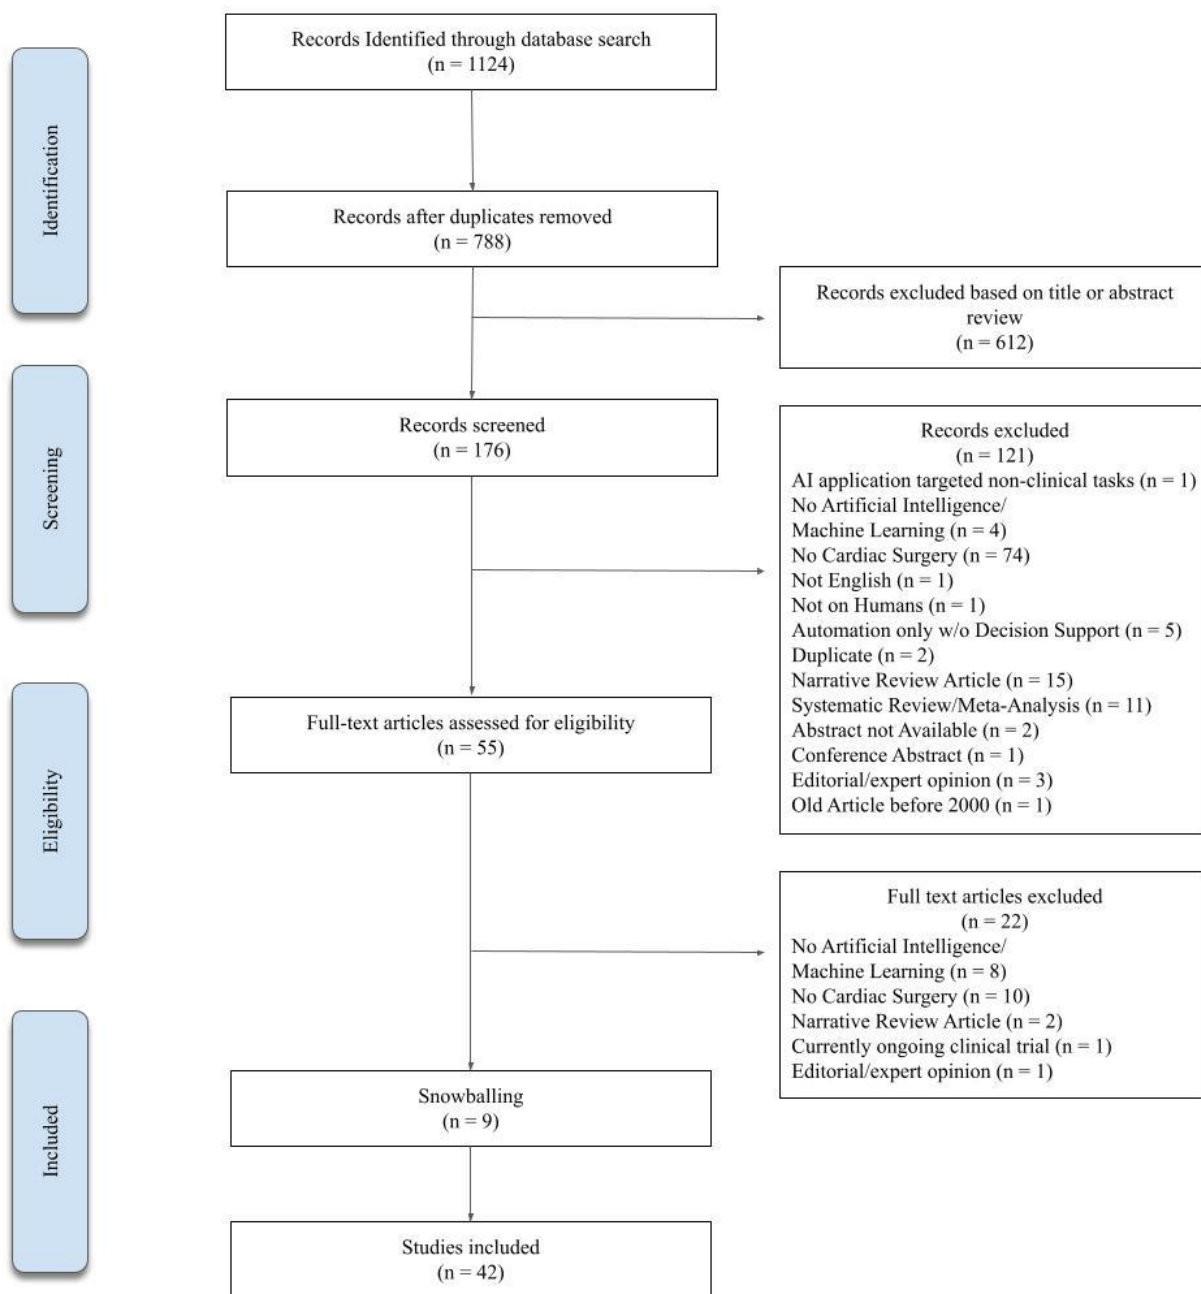 Identification
Records Identified through database search
(n = 1124)
Records after duplicates removed
(n = 788)
Records excluded based on title or abstract
review
(n = 612)
Screening
Records screened
(n = 176)
Records excluded
(n = 121)
AI application targeted non-clinical tasks (n = 1)
No Artificial Intelligence/
Machine Learning (n = 4)
No Cardiac Surgery (n = 74)
Not English (n = 1)
Not on Humans (n = 1)
Automation only w/o Decision Support (n = 5)
Duplicate (n = 2)
Narrative Review Article (n = 15)
Systematic Review/Meta-Analysis (n = 11)
Abstract not Available (n = 2)
Conference Abstract (n = 1)
Editorial/expert opinion (n = 3)
Old Article before 2000 (n = 1)
Eligibility
Full-text articles assessed for eligibility
(n = 55)
Full text articles excluded
(n = 22)
No Artificial Intelligence/
Machine Learning (n = 8)
No Cardiac Surgery (n = 10)
Narrative Review Article (n = 2)
Currently ongoing clinical trial (n = 1)
Editorial/expert opinion (n = 1)
Included
Snowballing
(n = 9)
Studies included
(n = 42)